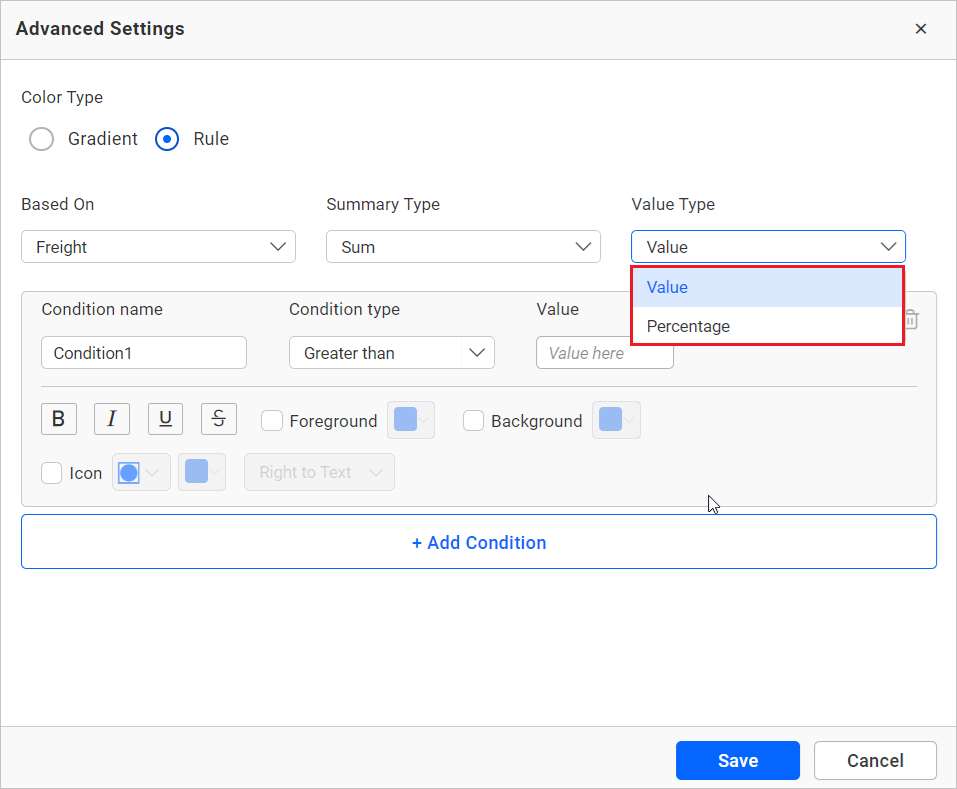 Advanced Settings
Color Type
Gradient Rule
Based On Summary Type Value Type
Freight Sum Value
Value
Percentage
Condition name Condition type Value
Condition1 Greater than Value here
B I U S Foreground Background
Icon Right to Text
+ Add Condition
Save Cancel